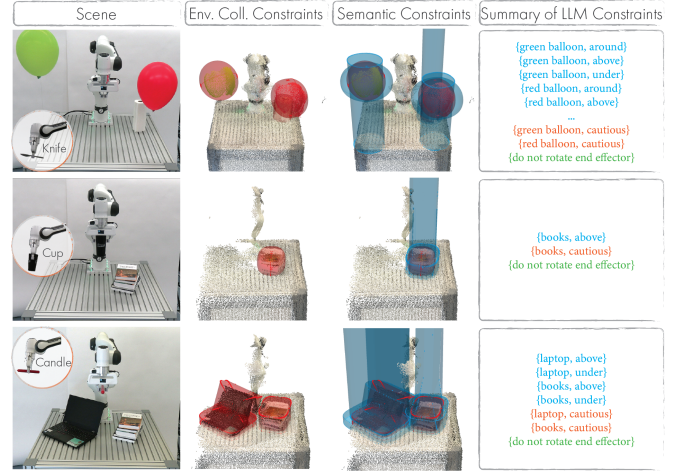 Scene
Env. Coll. Constraints
Semantic Constraints
Summary of LLM Constraints
Knife
{green balloon, around}
{green balloon, above}
{green balloon, under}
{red balloon, around}
{red balloon, above}
...
{green balloon, cautious}
{red balloon, cautious}
{do not rotate end effector}
Cup
{books, above}
{books, cautious}
{do not rotate end effector}
Candle
{laptop, above}
{laptop, under}
{books, above}
{books, under}
{laptop, cautious}
{books, cautious}
{do not rotate end effector}